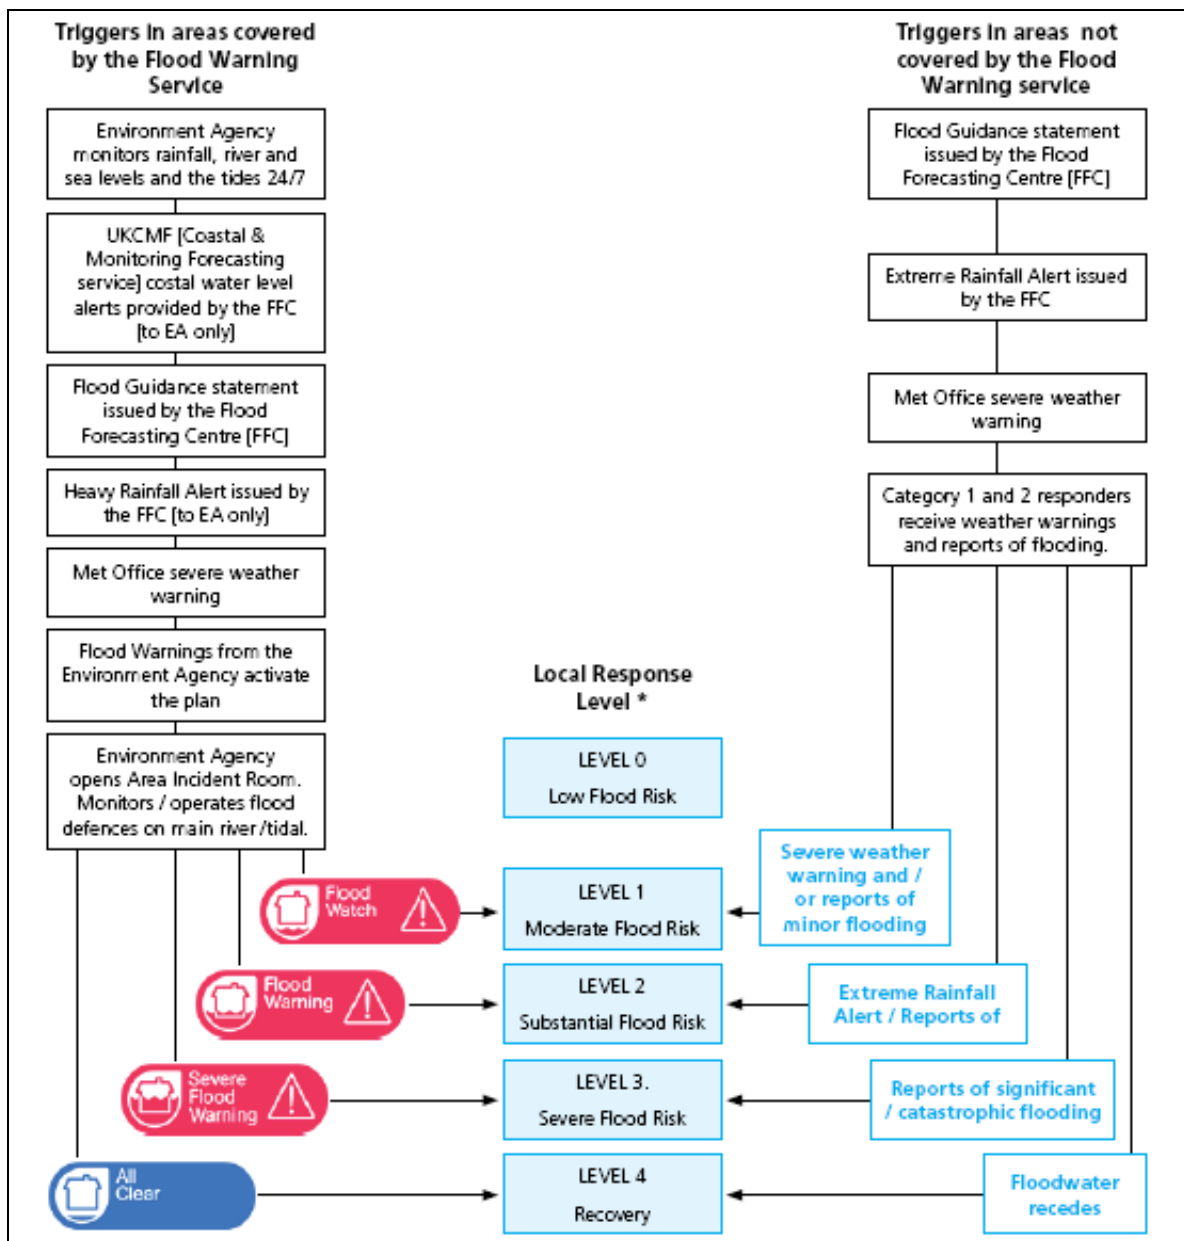 Triggers in areas covered
by the Flood Warning
Service
Environment Agency
monitors rainfall, river and
sea levels and the tides 24/7
UKCMF [Coastal &
Monitoring Forecasting
service] costal water level
alerts provided by the FFC
[to EA only]
Flood Guidance statement
issued by the Flood
Forecasting Centre [FFC]
Heavy Rainfall Alert issued by
the FFC [to EA only]
Met Office severe weather
warning
Flood Warnings from the
Environment Agency activate
the plan
Environment Agency
opens Area Incident Room.
Monitors / operates flood
defences on main river/tidal.
Flood
Watch
Flood
Warning
Severe
Flood
Warning
All
Clear
Local Response
Level *
LEVEL 0
Low Flood Risk
LEVEL 1
Moderate Flood Risk
LEVEL 2
Substantial Flood Risk
LEVEL 3.
Severe Flood Risk
LEVEL 4
Recovery
Triggers in areas not
covered by the Flood
Warning service
Flood Guidance statement
issued by the Flood
Forecasting Centre [FFC]
Extreme Rainfall Alert issued
by the FFC
Met Office severe weather
warning
Category 1 and 2 responders
receive weather warnings
and reports of flooding.
Severe weather
warning and /
or reports of
minor flooding
Extreme Rainfall
Alert / Reports of
Reports of significant
/ catastrophic flooding
Floodwater
recedes